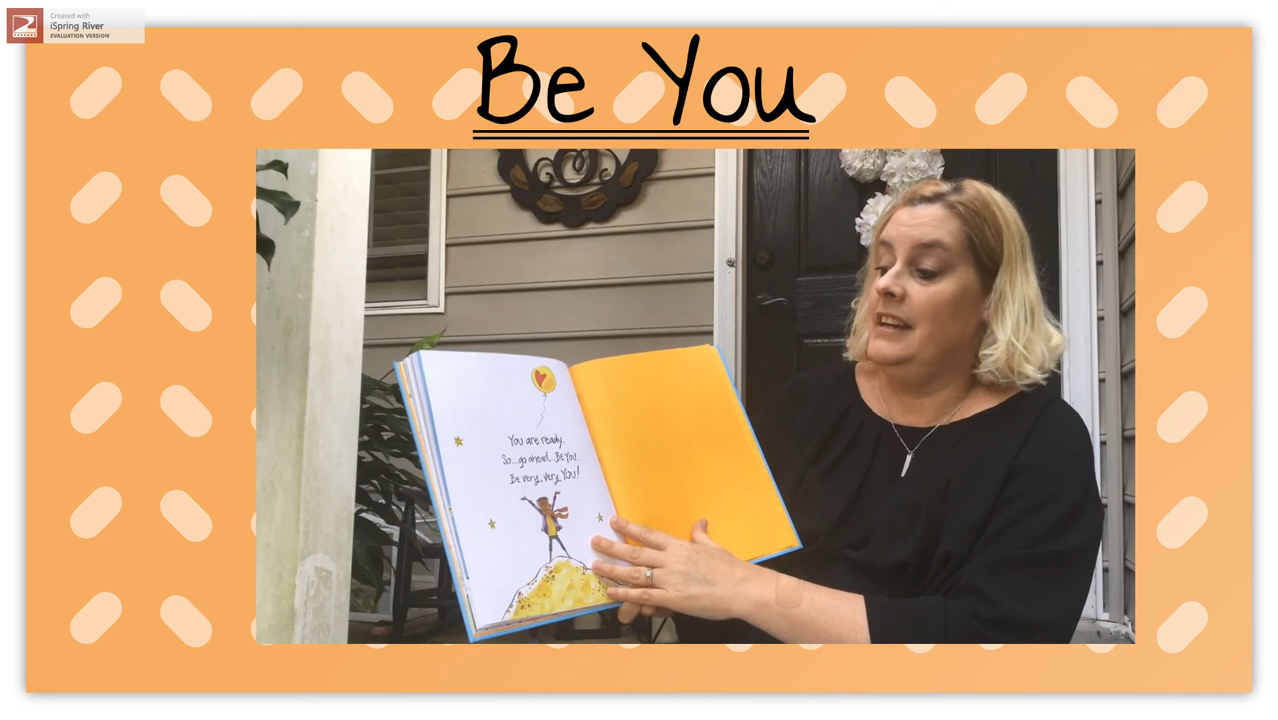 Created with
iSpring River
EVALUATION VERSION
Be You
You are ready.
So...go ahead...Be You.
Be very, very YOU!